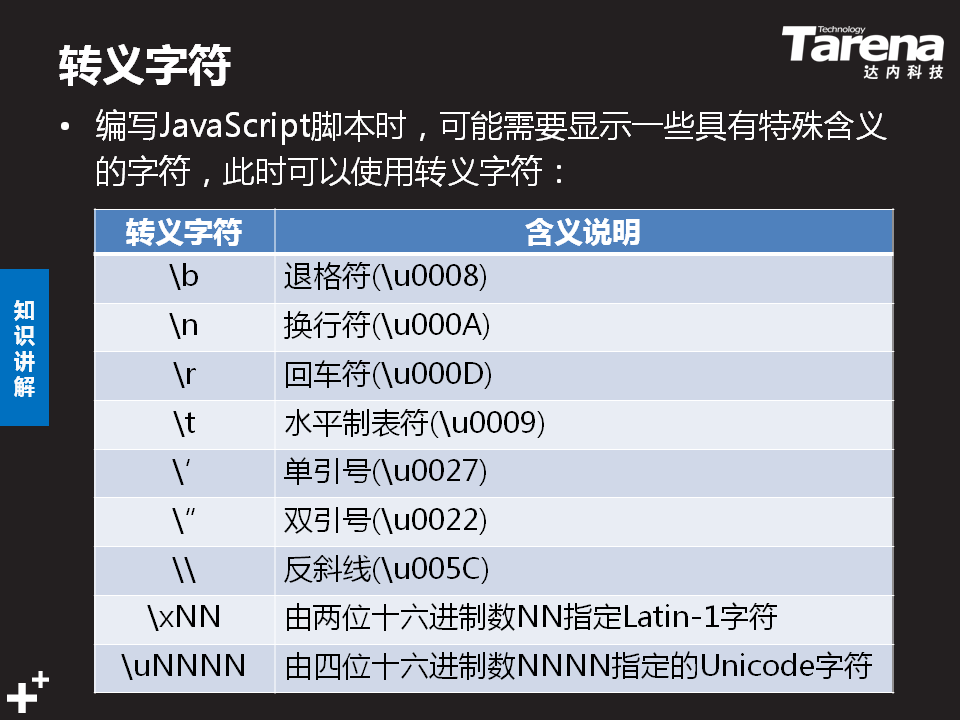 转义字符
Technology
Tarena
达内科技
• 编写JavaScript脚本时，可能需要显示一些具有特殊含义
的字符，此时可以使用转义字符：
转义字符 含义说明
\b 退格符(\u0008)
\n 换行符(\u000A)
\r 回车符(\u000D)
\t 水平制表符(\u0009)
\′ 单引号(\u0027)
\″ 双引号(\u0022)
\\ 反斜线(\u005C)
\xNN 由两位十六进制数NN指定Latin-1字符
\uNNNN 由四位十六进制数NNNN指定的Unicode字符
知识讲解